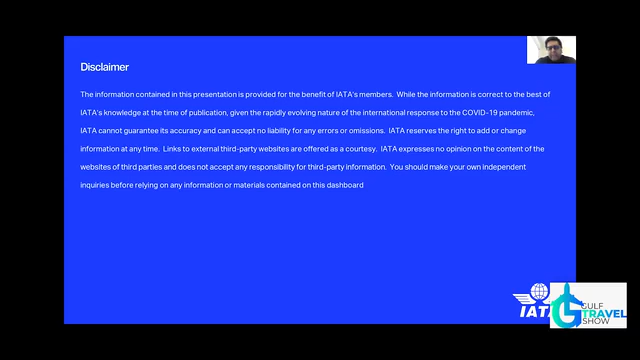 Disclaimer
The information contained in this presentation is provided for the benefit of IATA's members. While the information is correct to the best of
IATA's knowledge at the time of publication, given the rapidly evolving nature of the international response to the COVID-19 pandemic,
IATA cannot guarantee its accuracy and can accept no liability for any errors or omissions. IATA reserves the right to add or change
information at any time. Links to external third-party websites are offered as a courtesy. IATA expresses no opinion on the content of the
websites of third parties and does not accept any responsibility for third-party information. You should make your own independent
inquiries before relying on any information or materials contained on this dashboard
IATA
GULF
TRAVEL
SHOW